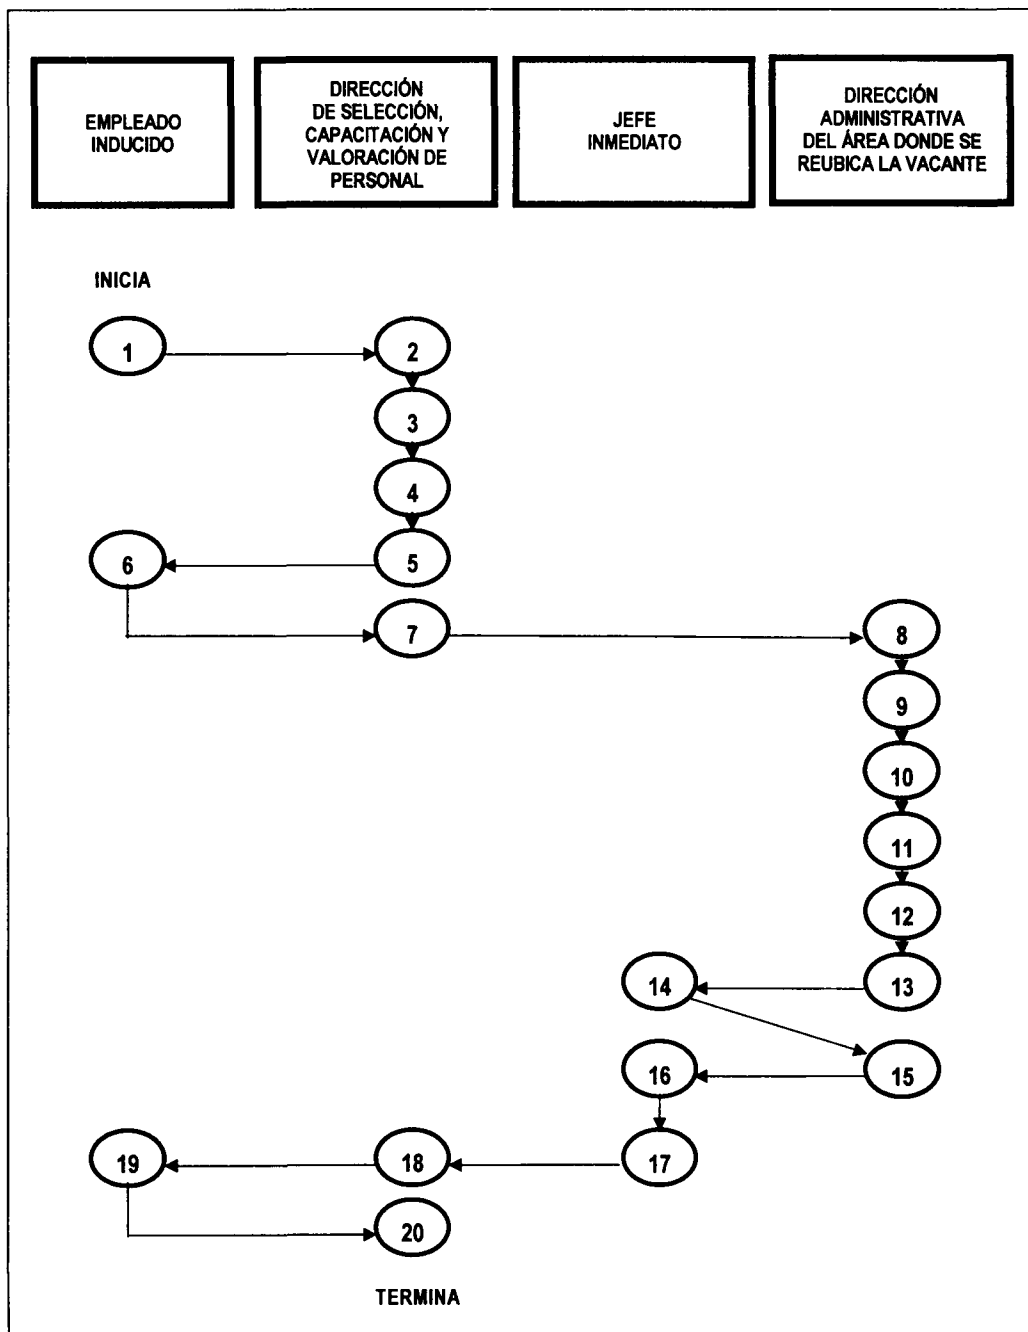 EMPLEADO
INDUCIDO
DIRECCIÓN
DE SELECCIÓN,
CAPACITACIÓN Y
VALORACIÓN DE
PERSONAL
JEFE
INMEDIATO
DIRECCIÓN
ADMINISTRATIVA
DEL ÁREA DONDE SE
REUBICA LA VACANTE
INICIA
1
2
3
4
5
6
7
8
9
10
11
12
13
14
15
16
17
18
19
20
TERMINA